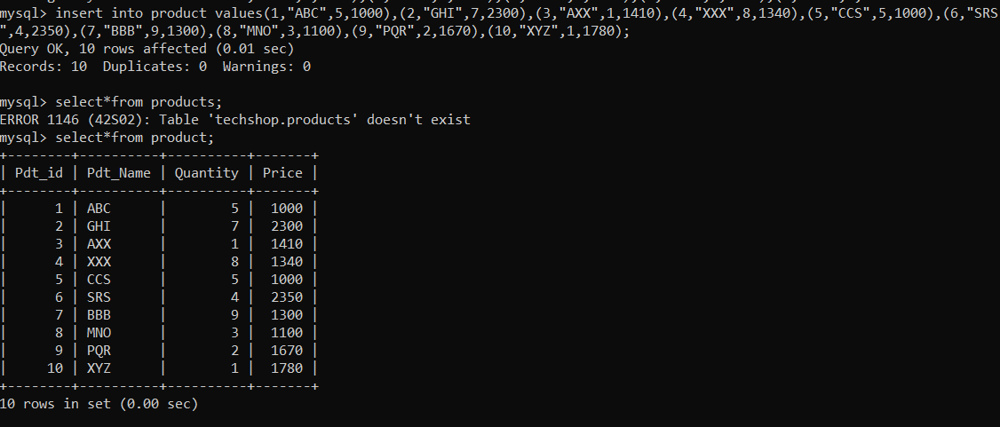 mysql> insert into product values(1,"ABC",5,1000),(2,"GHI",7,2300),(3,"AXX",1,1410),(4,"XXX",8,1340),(5,"CCS",5,1000),(6,"SRS
",4,2350),(7,"BBB",9,1300),(8,"MNO",3,1100),(9,"PQR",2,1670),(10,"XYZ",1,1780);
Query OK, 10 rows affected (0.01 sec)
Records: 10  Duplicates: 0  Warnings: 0

mysql> select*from products;
ERROR 1146 (42S02): Table 'techshop.products' doesn't exist
mysql> select*from product;
+--------+----------+----------+-------+
| Pdt_id | Pdt_Name | Quantity | Price |
+--------+----------+----------+-------+
|      1 | ABC      |        5 |  1000 |
|      2 | GHI      |        7 |  2300 |
|      3 | AXX      |        1 |  1410 |
|      4 | XXX      |        8 |  1340 |
|      5 | CCS      |        5 |  1000 |
|      6 | SRS      |        4 |  2350 |
|      7 | BBB      |        9 |  1300 |
|      8 | MNO      |        3 |  1100 |
|      9 | PQR      |        2 |  1670 |
|     10 | XYZ      |        1 |  1780 |
+--------+----------+----------+-------+
10 rows in set (0.00 sec)